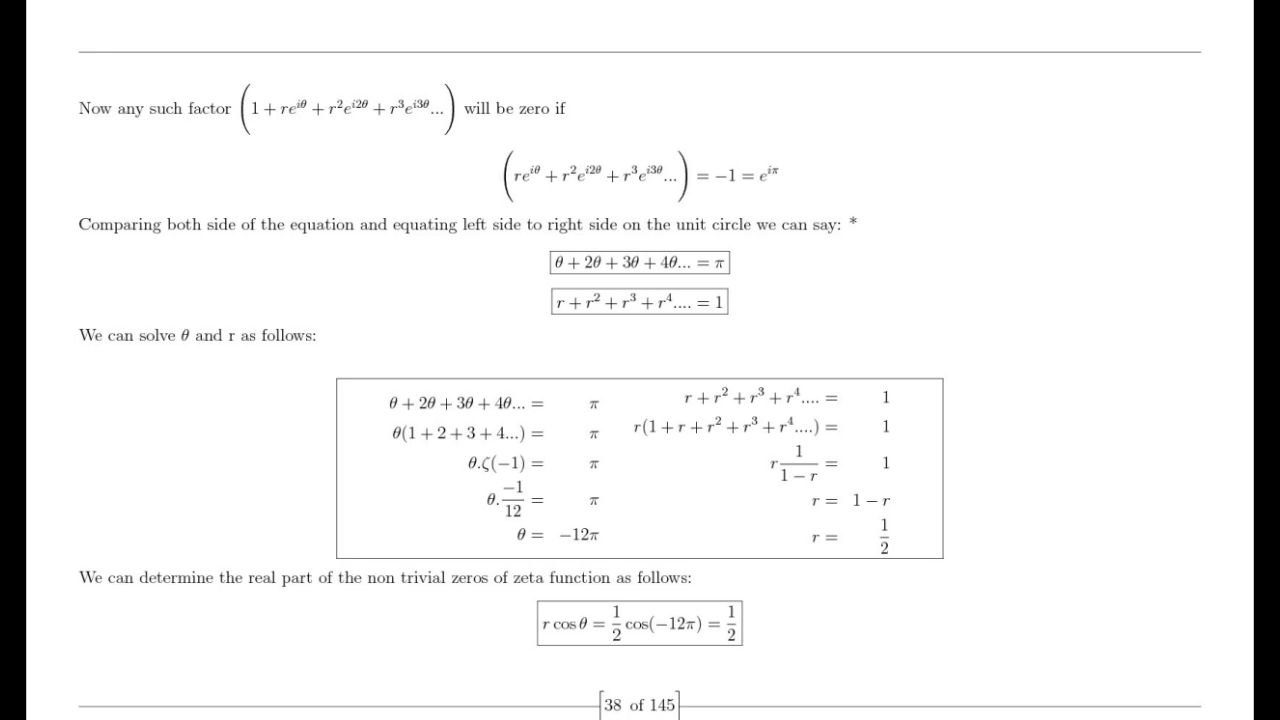 Now any such factor (1 + re^{iθ} + r^2e^{i2θ} + r^3e^{i3θ}...) will be zero if
(re^{iθ} + r^2e^{i2θ} + r^3e^{i3θ}...) = −1 = e^{iπ}
Comparing both side of the equation and equating left side to right side on the unit circle we can say: *
θ + 2θ + 3θ + 4θ... = π
r + r^2 + r^3 + r^4.... = 1
We can solve θ and r as follows:
θ + 2θ + 3θ + 4θ... = π
θ(1 + 2 + 3 + 4...) = π
θ.ζ(−1) = π
θ.\frac{−1}{12} = π
θ = −12π
r + r^2 + r^3 + r^4.... = 1
r(1 + r + r^2 + r^3 + r^4....) = 1
r\frac{1}{1 − r} = 1
r = 1 − r
r = \frac{1}{2}
We can determine the real part of the non trivial zeros of zeta function as follows:
r cos θ = \frac{1}{2} cos(−12π) = \frac{1}{2}
[38 of 145]